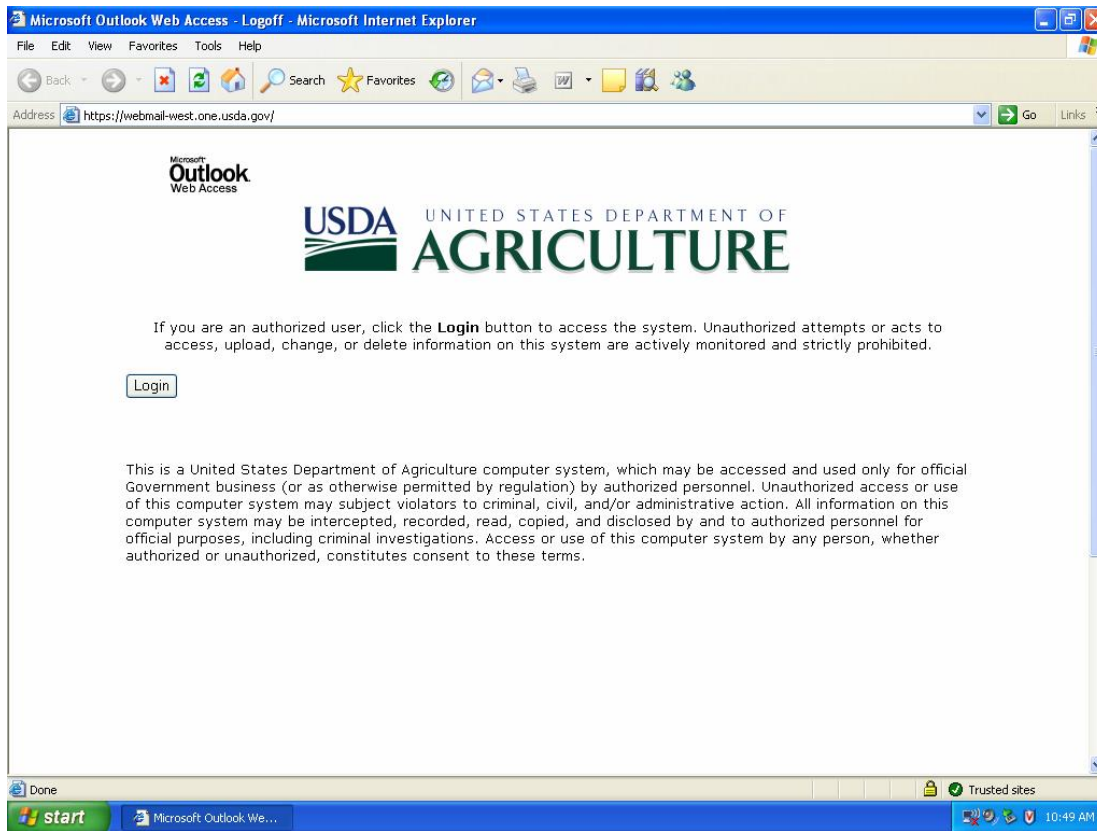 Microsoft Outlook Web Access - Logoff - Microsoft Internet Explorer
File Edit View Favorites Tools Help
Back Search Favorites
Address https://webmail-west.one.usda.gov/ Go Links
Microsoft
Outlook
Web Access
USDA UNITED STATES DEPARTMENT OF
AGRICULTURE
If you are an authorized user, click the Login button to access the system. Unauthorized attempts or acts to
access, upload, change, or delete information on this system are actively monitored and strictly prohibited.
Login
This is a United States Department of Agriculture computer system, which may be accessed and used only for official
Government business (or as otherwise permitted by regulation) by authorized personnel. Unauthorized access or use
of this computer system may subject violators to criminal, civil, and/or administrative action. All information on this
computer system may be intercepted, recorded, read, copied, and disclosed by and to authorized personnel for
official purposes, including criminal investigations. Access or use of this computer system by any person, whether
authorized or unauthorized, constitutes consent to these terms.
Done Trusted sites
start Microsoft Outlook We... 10:49 AM